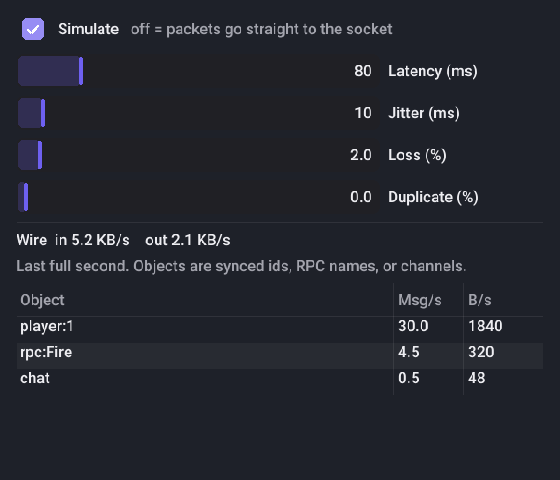 Simulate off = packets go straight to the socket
80 Latency (ms)
10 Jitter (ms)
2.0 Loss (%)
0.0 Duplicate (%)
Wire in 5.2 KB/s out 2.1 KB/s
Last full second. Objects are synced ids, RPC names, or channels.
Object Msg/s B/s
player:1 30.0 1840
rpc:Fire 4.5 320
chat 0.5 48